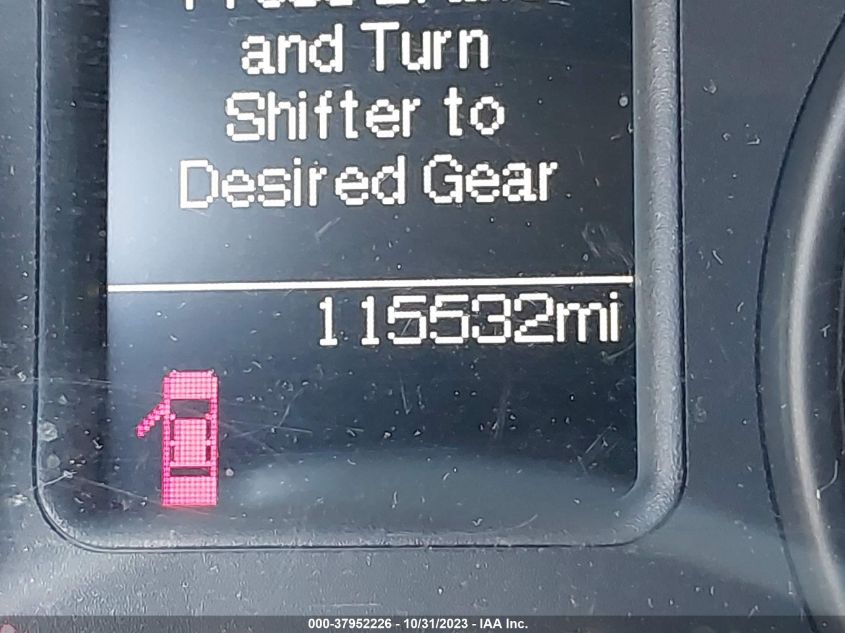 and Turn
Shifter to
Desired Gear
115532mi
000-37952226 - 10/31/2023 - IAA Inc.